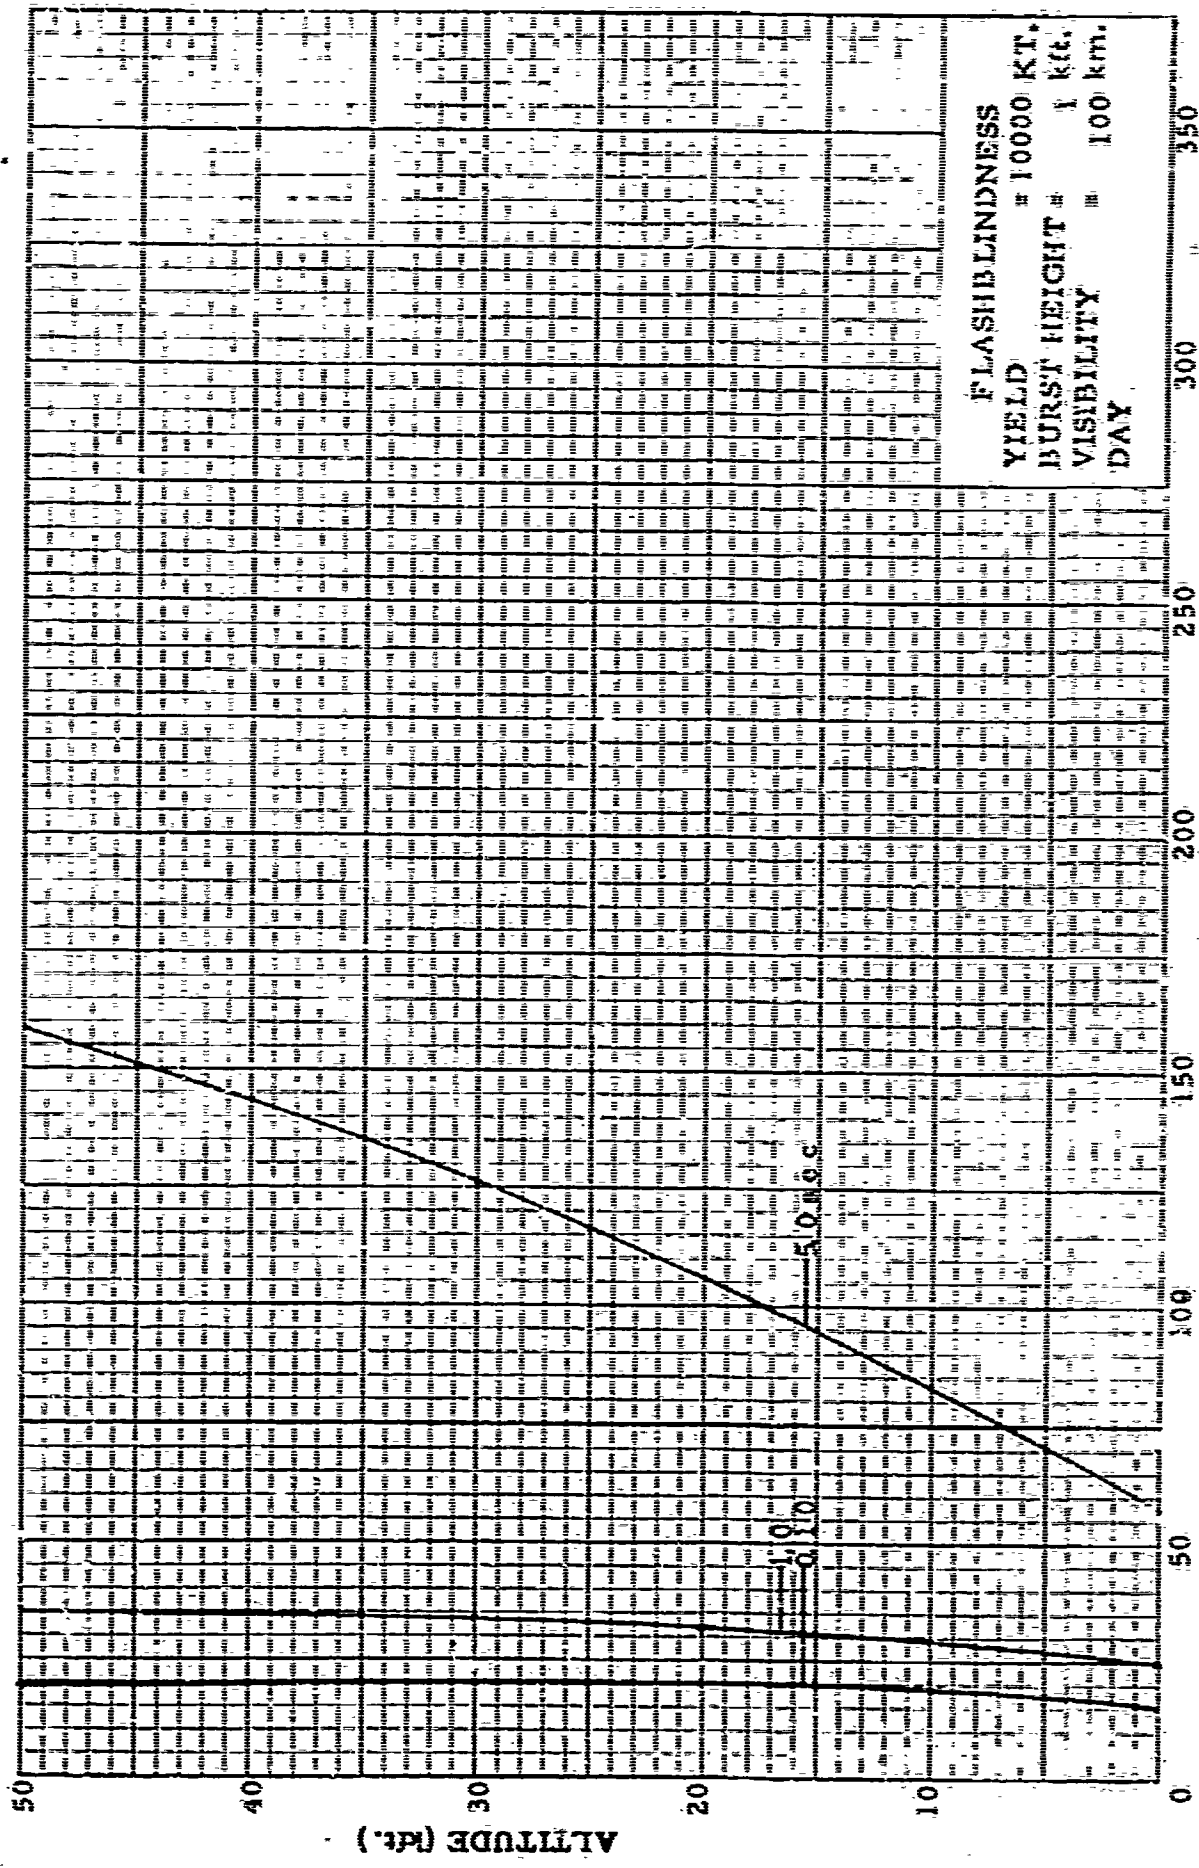 FLASHBLINDNESS
YIELD = 10000 KT.
BURST HEIGHT = 1 kft.
VISIBILITY = 100 km.
DAY
ALTITUDE (kft.)
50
40
30
20
10
0
50
100
150
200
250
300
350
1.0
0.10
5.0 sec